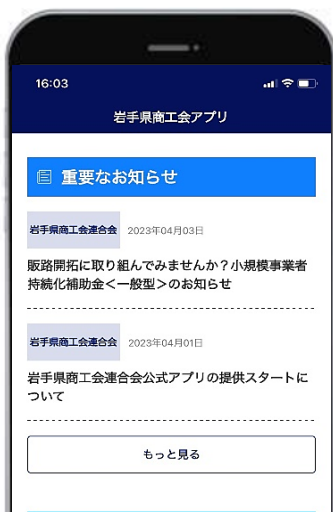 16:03
岩手県商工会アプリ
重要なお知らせ
岩手県商工会連合会 2023年04月03日
販路開拓に取り組んでみませんか？小規模事業者
持続化補助金＜一般型＞のお知らせ
岩手県商工会連合会 2023年04月01日
岩手県商工会連合会公式アプリの提供スタートに
ついて
もっと見る